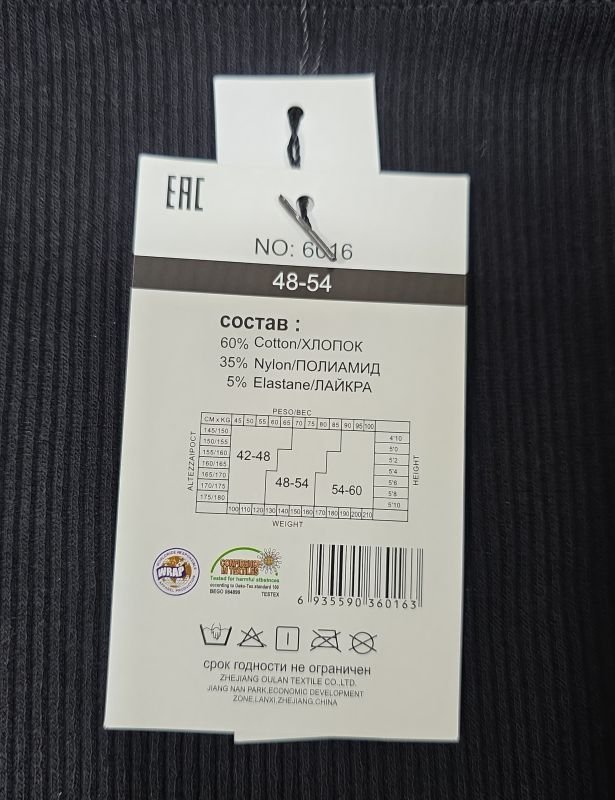 EAC
NO: 6016
48-54
состав :
60% Cotton/ХЛОПОК
35% Nylon/ПОЛИАМИД
5% Elastane/ЛАЙКРА
PESO/ВЕС
CM x KG 45 50 55 60 65 70 75 80 85 90 95 100
145/150 4'10
150/155 5'0
155/160 5'2
160/165 5'4
165/170 5'6
170/175 5'8
175/180 5'10
42-48
48-54
54-60
ALTEZZA/РОСТ
HEIGHT
100 110 120 130 140 150 160 170 180 190 200 210
WEIGHT
WRAP
CONFIDENCE
IN TEXTILES
Tested for harmful
according to Oeko-Tex standard 100
TESTEX
6 935590 360163
срок годности не ограничен
ZHEJIANG OULAN TEXTILE CO.,LTD.
JIANG NAN PARK,ECONOMIC DEVELOPMENT
ZONE,LANXI,ZHEJIANG,CHINA